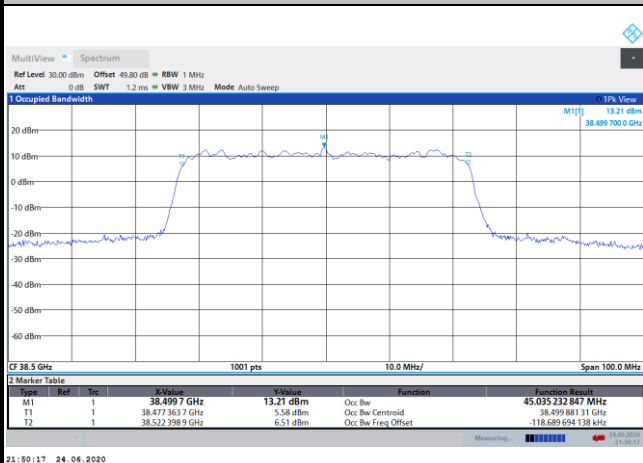 MultiView Spectrum
Ref Level 30.00 dBm Offset 49.80 dB RBW 1 MHz
Att 0 dB SWT 1.2 ms VBW 3 MHz Mode Auto Sweep
1 Occupied Bandwidth 1Pk View
M1[1] 13.21 dBm
38.499 700 0 GHz
20 dBm
M1
T1 T2
10 dBm
0 dBm
-10 dBm
-20 dBm
-30 dBm
-40 dBm
-50 dBm
-60 dBm
CF 38.5 GHz 1001 pts 10.0 MHz/ Span 100.0 MHz
2 Marker Table
Type Ref Trc X-Value Y-Value Function Function Result
M1 1 38.499 7 GHz 13.21 dBm Occ Bw 45.035 232 847 MHz
T1 1 38.477 363 7 GHz 5.58 dBm Occ Bw Centroid 38.499 881 31 GHz
T2 1 38.522 398 9 GHz 6.51 dBm Occ Bw Freq Offset -118.689 694 138 kHz
Measuring... 24.06.2020
21:50:17
21:50:17 24.06.2020